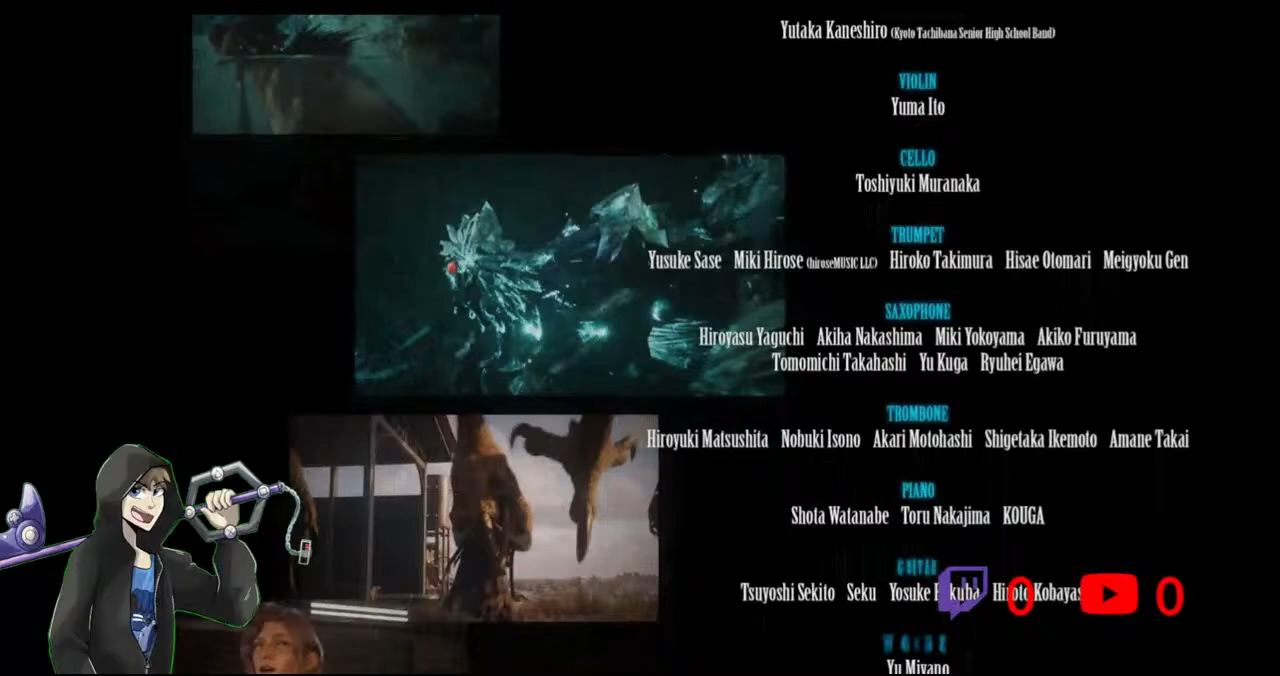 Yutaka Kaneshiro (Kyoto Tachibana Senior High School Band)
VIOLIN
Yuma Ito
CELLO
Toshiyuki Muranaka
TRUMPET
Yusuke Sase Miki Hirose (hiroseMUSIC LLC) Hiroko Takimura Hisae Otomari Meigyoku Gen
SAXOPHONE
Hiroyasu Yaguchi Akiha Nakashima Miki Yokoyama Akiko Furuyama
Tomomichi Takahashi Yu Kuga Ryuhei Egawa
TROMBONE
Hiroyuki Matsushita Nobuki Isono Akari Motohashi Shigetaka Ikemoto Amane Takai
PIANO
Shota Watanabe Toru Nakajima KOUGA
GUITAR
Tsuyoshi Sekito Seku Yosuke Hiroto
0 0
Yu Miyano